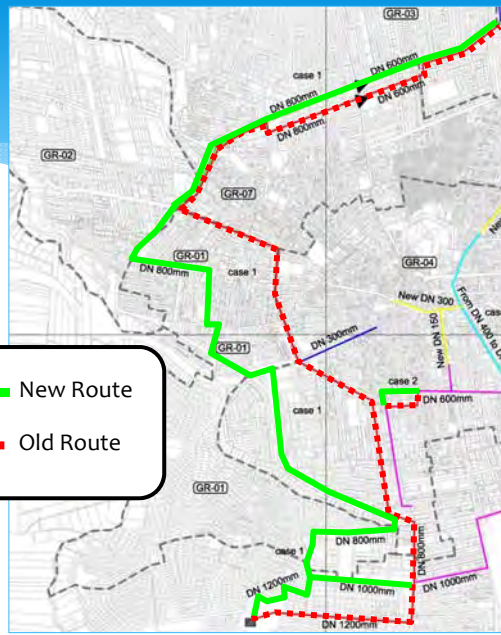 GR-03
case 1
DN 600mm
DN 800mm
DN 600mm
DN 800mm
GR-02
GR-07
GR-01
DN 800mm
case 1
GR-04
New DN 300
New DN 150
From DN 400 to D
Ne
cas
GR-01
DN 300mm
case 2
DN 600mm
case 1
New Route
Old Route
GR-01
DN 800mm
DN 800mm
case 1
DN 1200mm
DN 1000mm
DN 1000mm
DN 1200mm